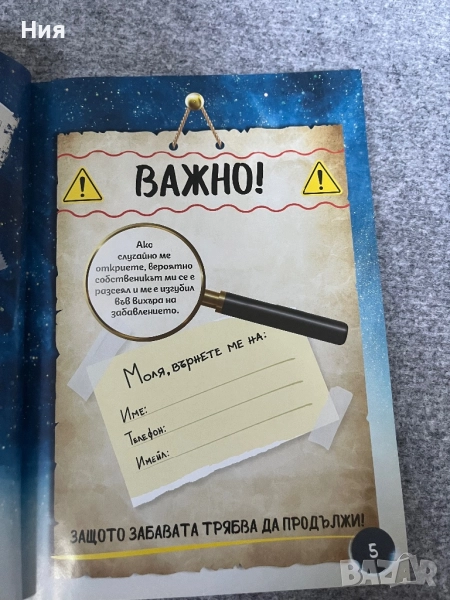 Ния
ВАЖНО!
Ако
случайно ме
откриете, вероятно
собственикът ми се е
разсеял и ме е изгубил
във вихъра на
забавлението.
Моля, върнете ме на:
Име:
Телефон:
Имейл:
ЗАЩОТО ЗАБАВАТА ТРЯБВА ДА ПРОДЪЛЖИ!
5
BAZAR